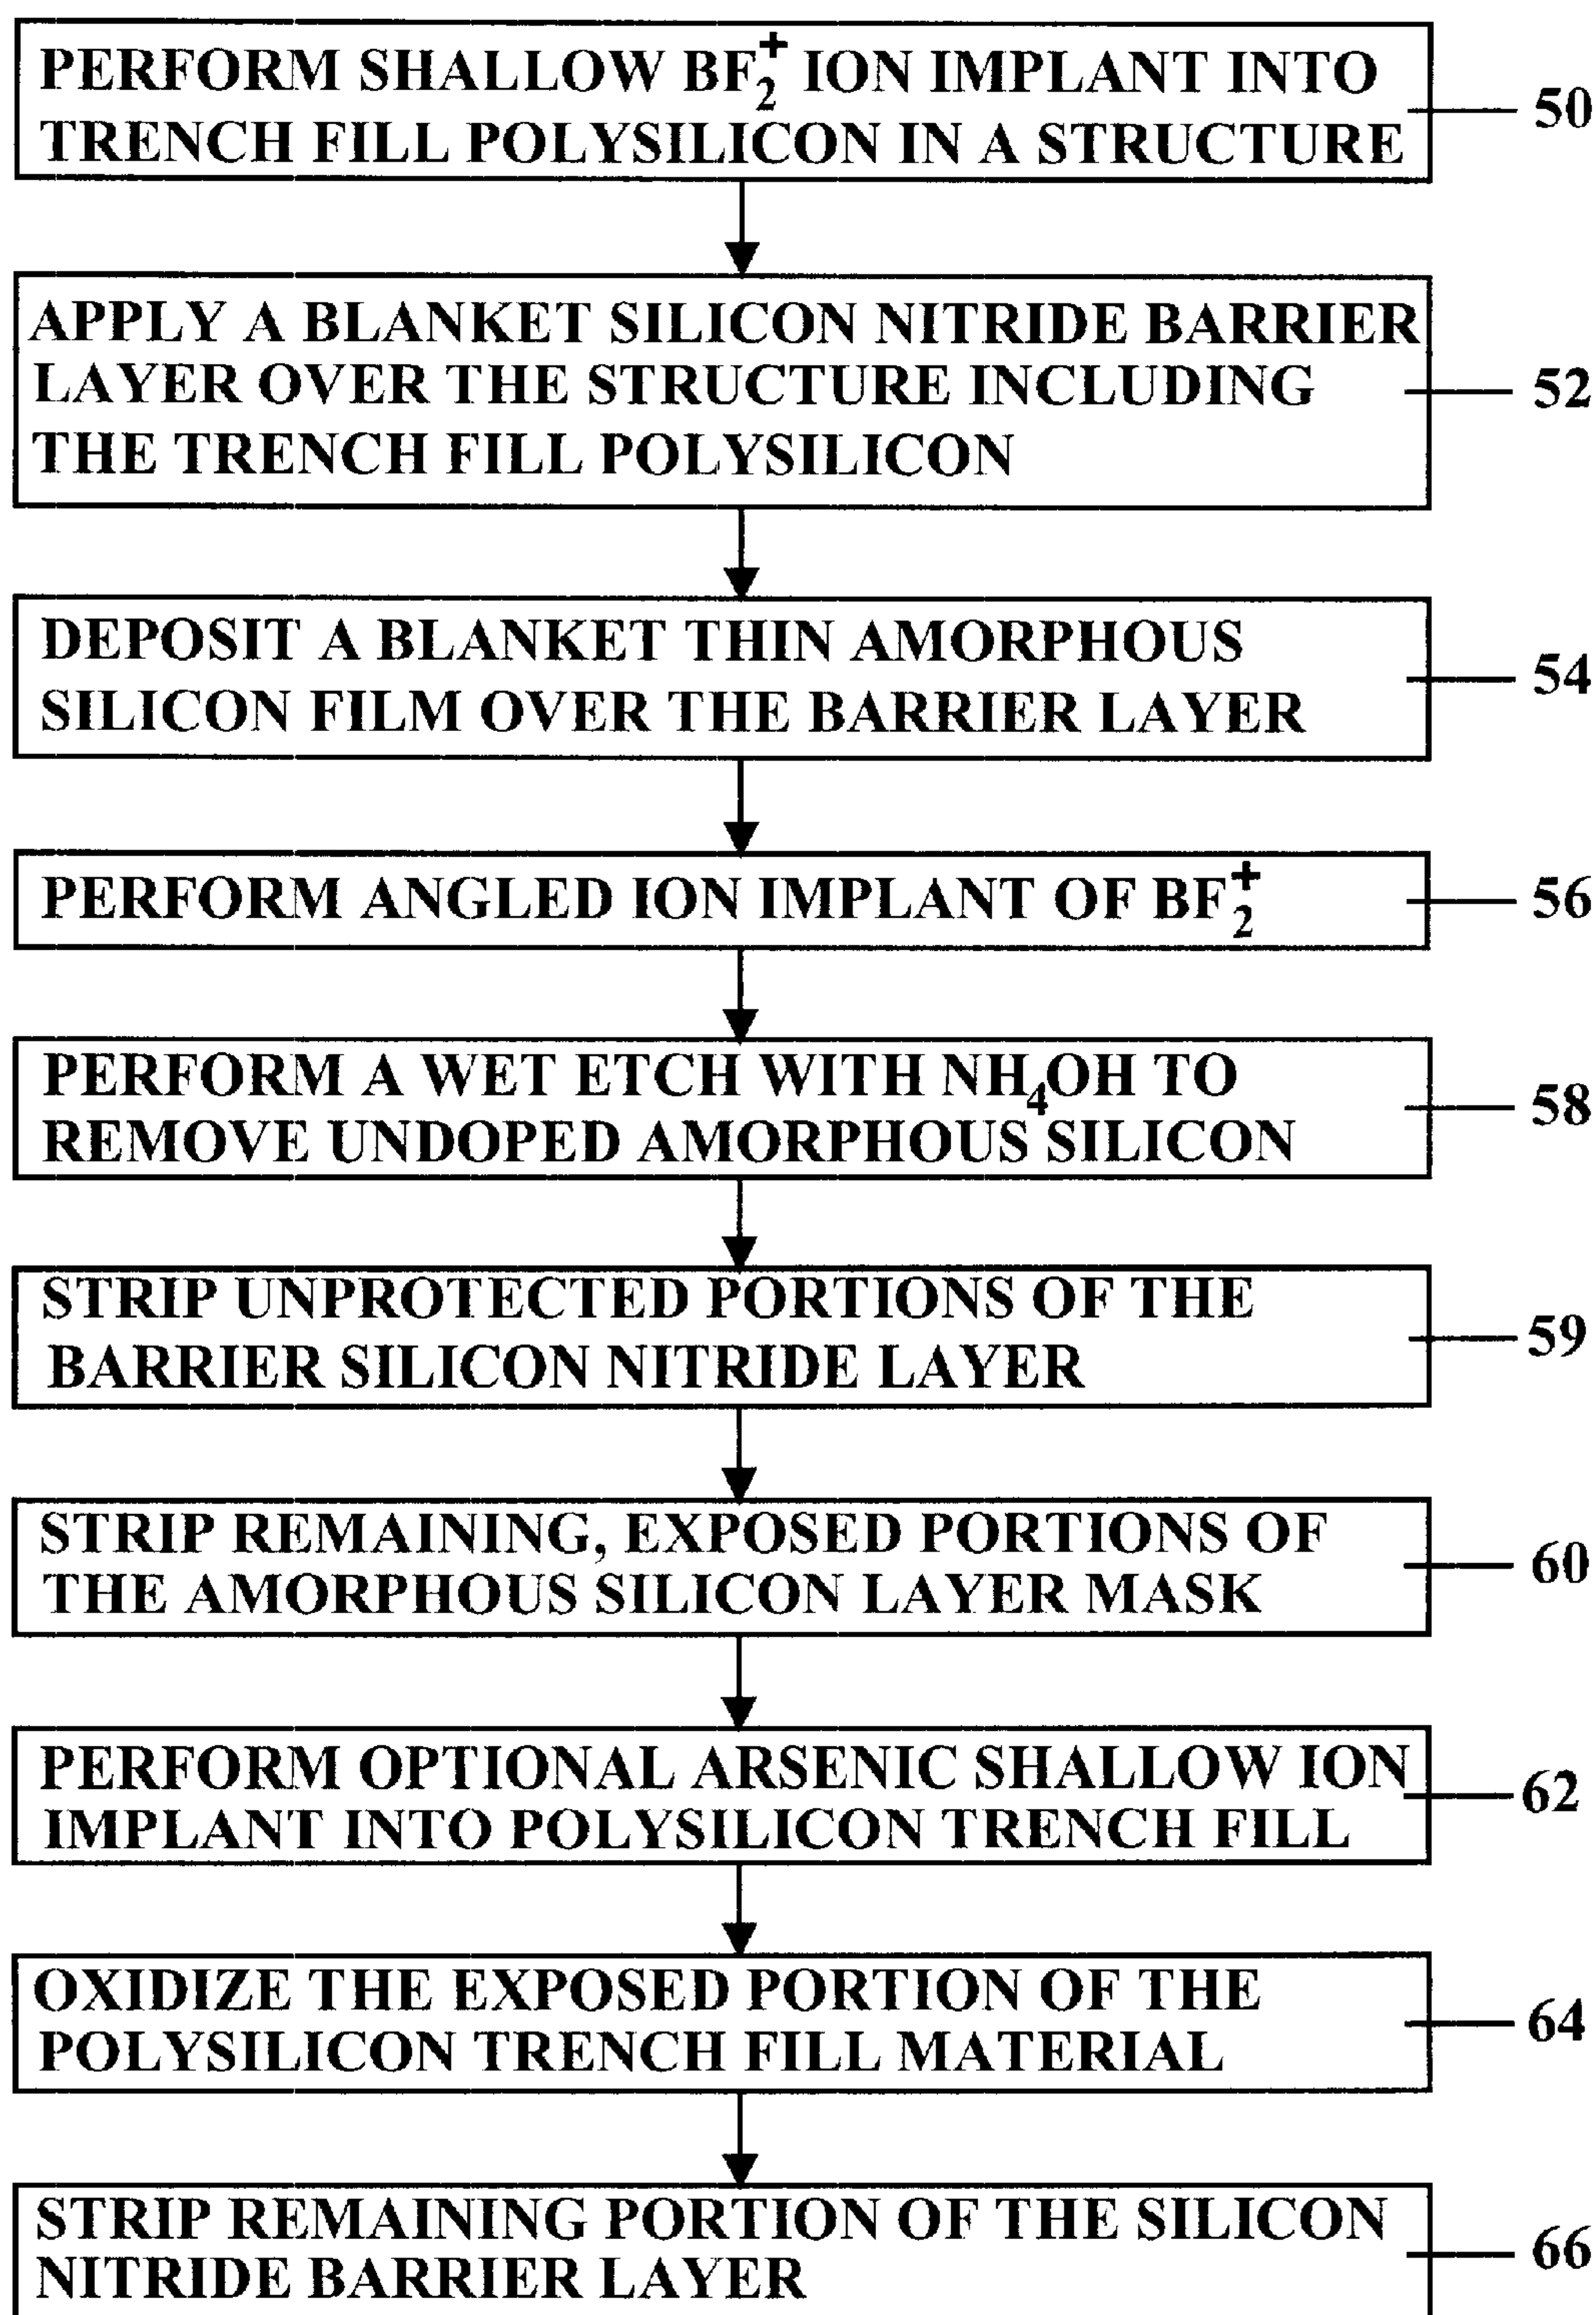 PERFORM SHALLOW BF₂⁺ ION IMPLANT INTO
TRENCH FILL POLYSILICON IN A STRUCTURE
50
APPLY A BLANKET SILICON NITRIDE BARRIER
LAYER OVER THE STRUCTURE INCLUDING
THE TRENCH FILL POLYSILICON
52
DEPOSIT A BLANKET THIN AMORPHOUS
SILICON FILM OVER THE BARRIER LAYER
54
PERFORM ANGLED ION IMPLANT OF BF₂⁺
56
PERFORM A WET ETCH WITH NH₄OH TO
REMOVE UNDOPED AMORPHOUS SILICON
58
STRIP UNPROTECTED PORTIONS OF THE
BARRIER SILICON NITRIDE LAYER
59
STRIP REMAINING, EXPOSED PORTIONS OF
THE AMORPHOUS SILICON LAYER MASK
60
PERFORM OPTIONAL ARSENIC SHALLOW ION
IMPLANT INTO POLYSILICON TRENCH FILL
62
OXIDIZE THE EXPOSED PORTION OF THE
POLYSILICON TRENCH FILL MATERIAL
64
STRIP REMAINING PORTION OF THE SILICON
NITRIDE BARRIER LAYER
66